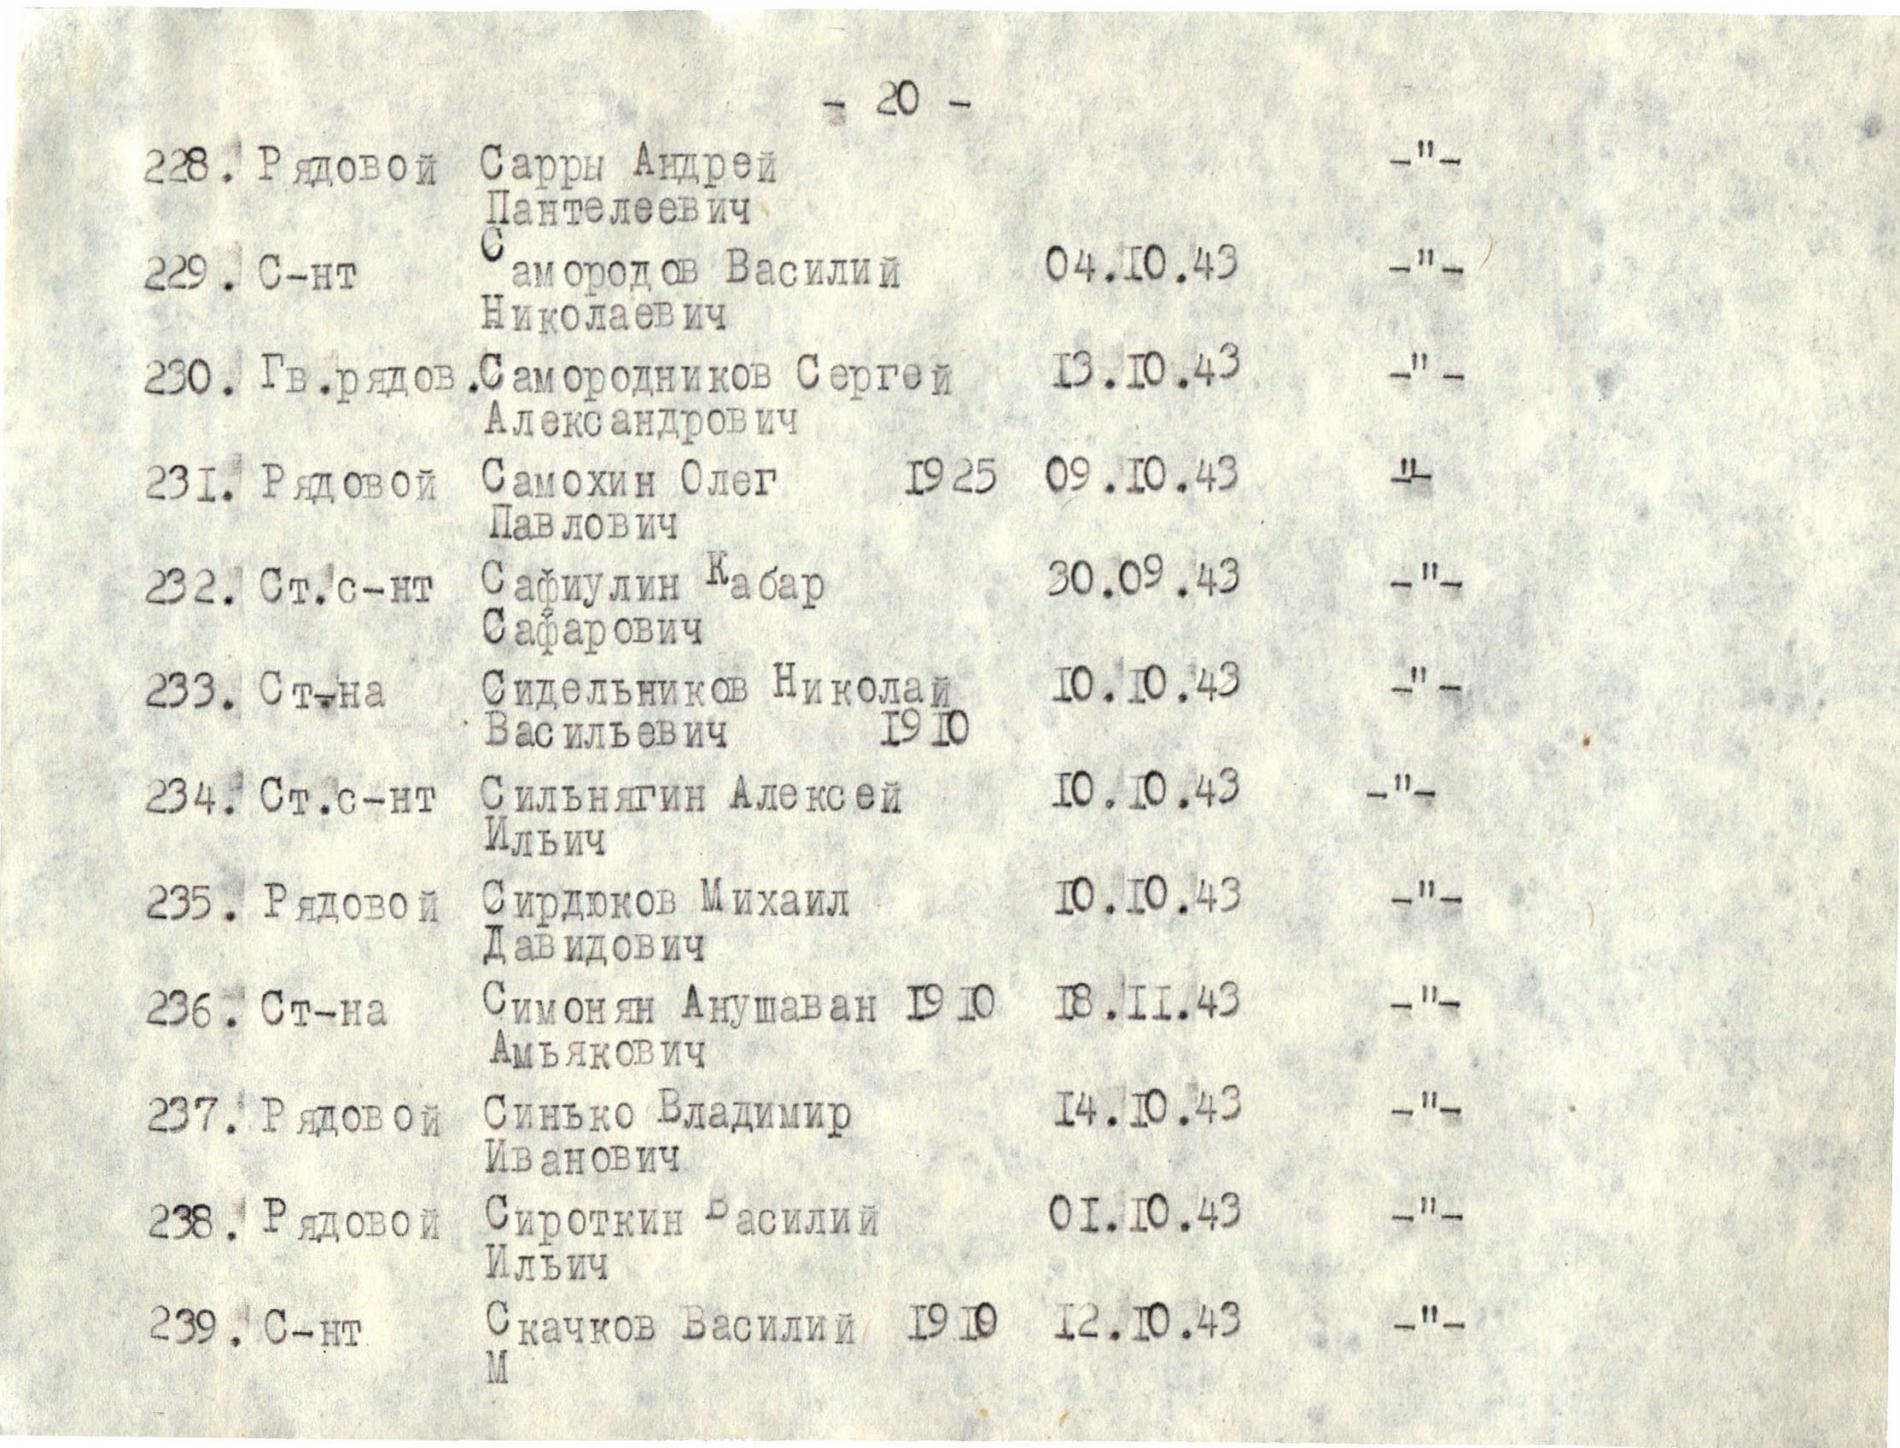 - 20 -
228. Рядовой Сарры Андрей -"-
Пантелеевич
229. С-нт Самородов Василий 04.10.43 -"-
Николаевич
230. Гв.рядов. Самородников Сергей 13.10.43 -"-
Александрович
231. Рядовой Самохин Олег 1925 09.10.43 -"-
Павлович
232. Ст.с-нт Сафиулин Кабар 30.09.43 -"-
Сафарович
233. Ст-на Сидельников Николай 10.10.43 -"-
Васильевич 1910
234. Ст.с-нт Сильнягин Алексей 10.10.43 -"-
Ильич
235. Рядовой Сирдюков Михаил 10.10.43 -"-
Давидович
236. Ст-на Симонян Анушаван 1910 18.11.43 -"-
Амьякович
237. Рядовой Синько Владимир 14.10.43 -"-
Иванович
238. Рядовой Сироткин Василий 01.10.43 -"-
Ильич
239. С-нт Скачков Василий 1910 12.10.43 -"-
М